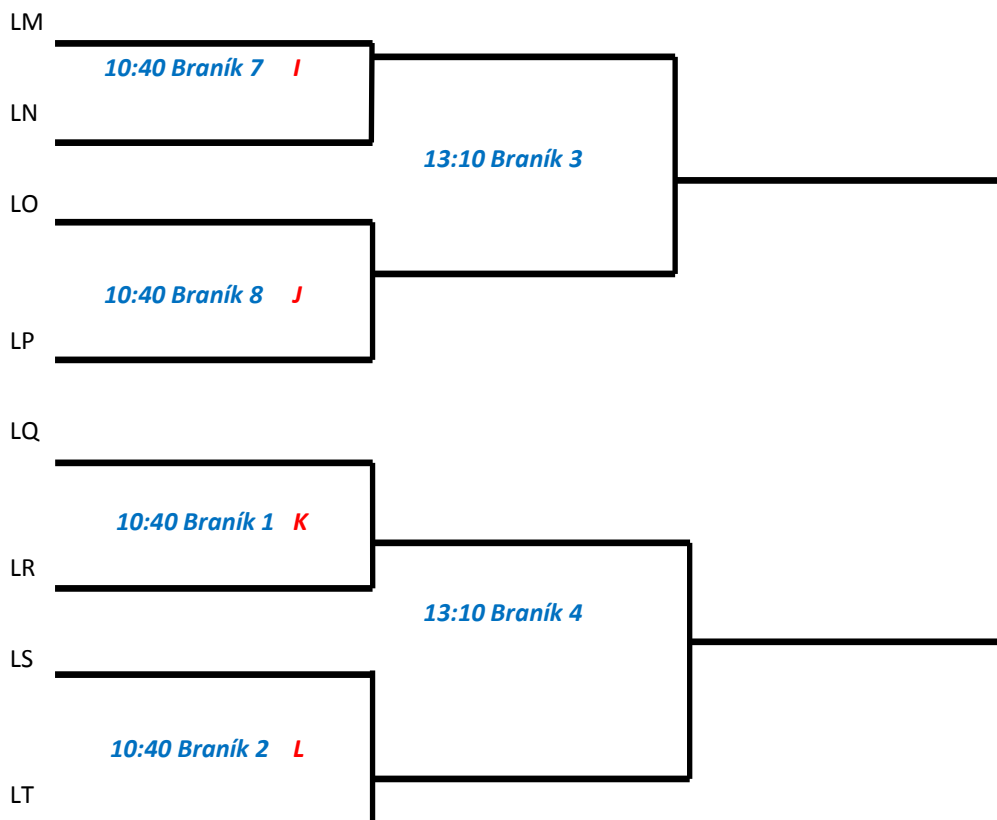 LM
10:40 Braník 7 I
LN
13:10 Braník 3
LO
10:40 Braník 8 J
LP
LQ
10:40 Braník 1 K
LR
13:10 Braník 4
LS
10:40 Braník 2 L
LT